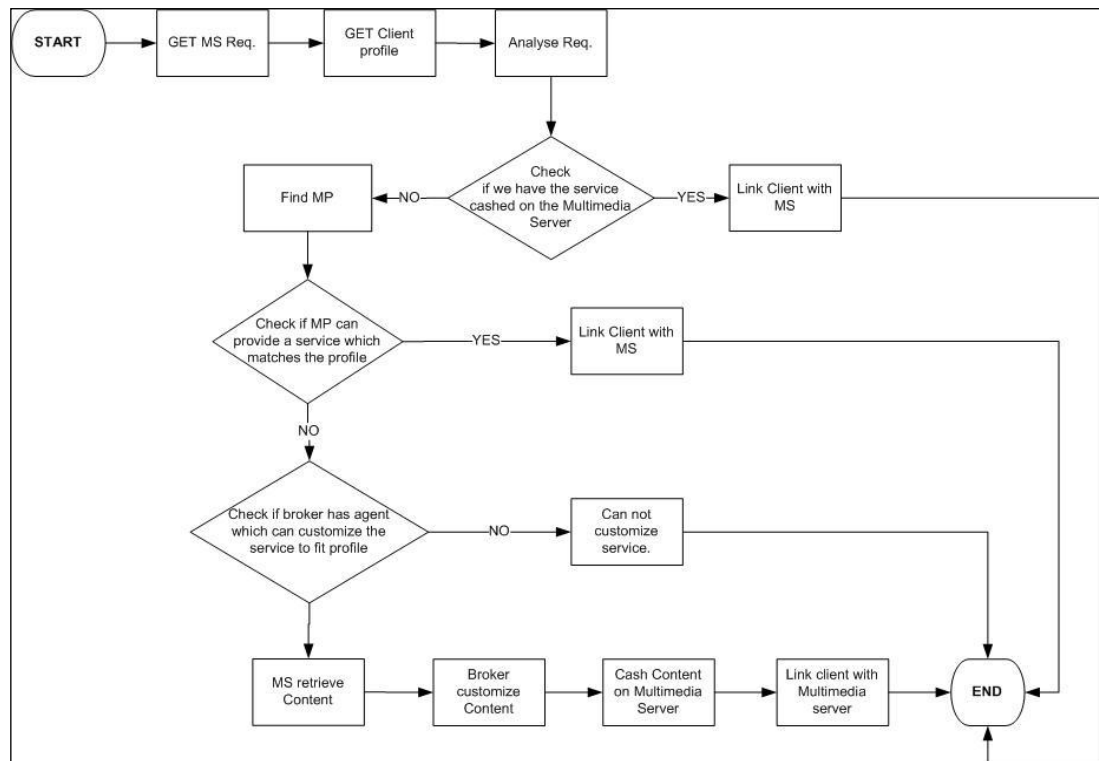 START
GET MS Req.
GET Client
profile
Analyse Req.
Check
if we have the service
cashed on the Multimedia
Server
NO
Find MP
YES
Link Client with
MS
Check if MP can
provide a service which
matches the profile
YES
Link Client with
MS
NO
Check if broker has agent
which can customize the
service to fit profile
NO
Can not
customize
service.
MS retrieve
Content
Broker
customize
Content
Cash Content
on Multimedia
Server
Link client with
Multimedia
server
END